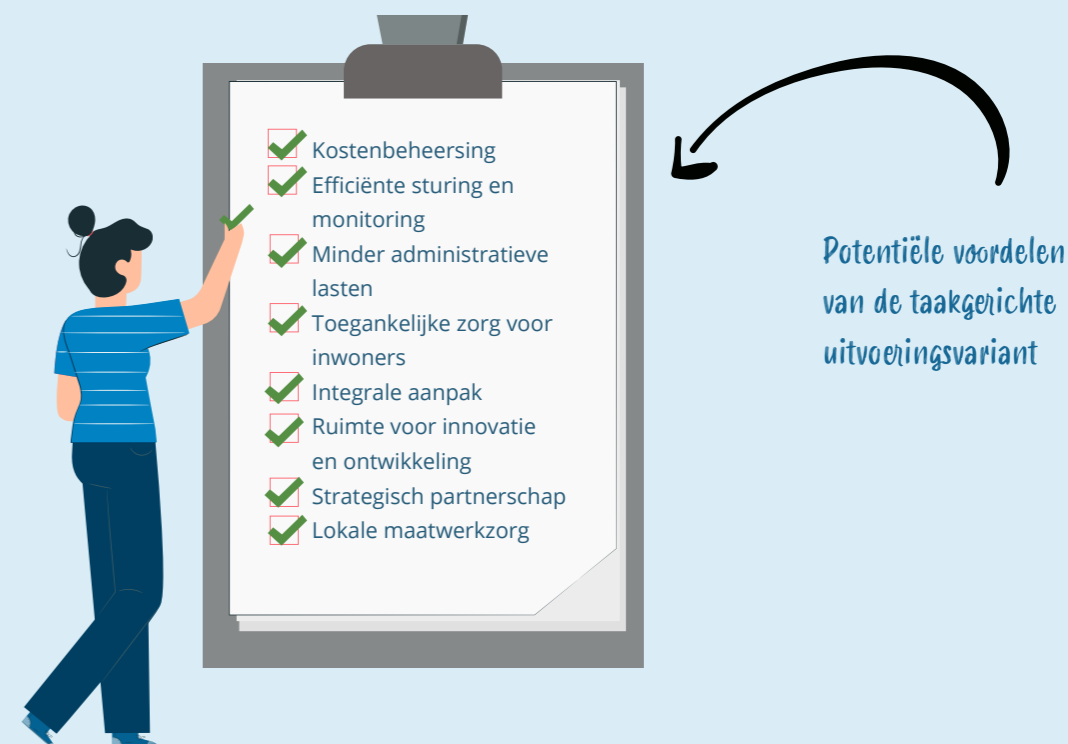 Kostenbeheersing
Efficiënte sturing en
monitoring
Minder administratieve
lasten
Toegankelijke zorg voor
inwoners
Integrale aanpak
Ruimte voor innovatie
en ontwikkeling
Strategisch partnerschap
Lokale maatwerkzorg
Potentiële voordelen
van de taakgerichte
uitvoeringsvariant